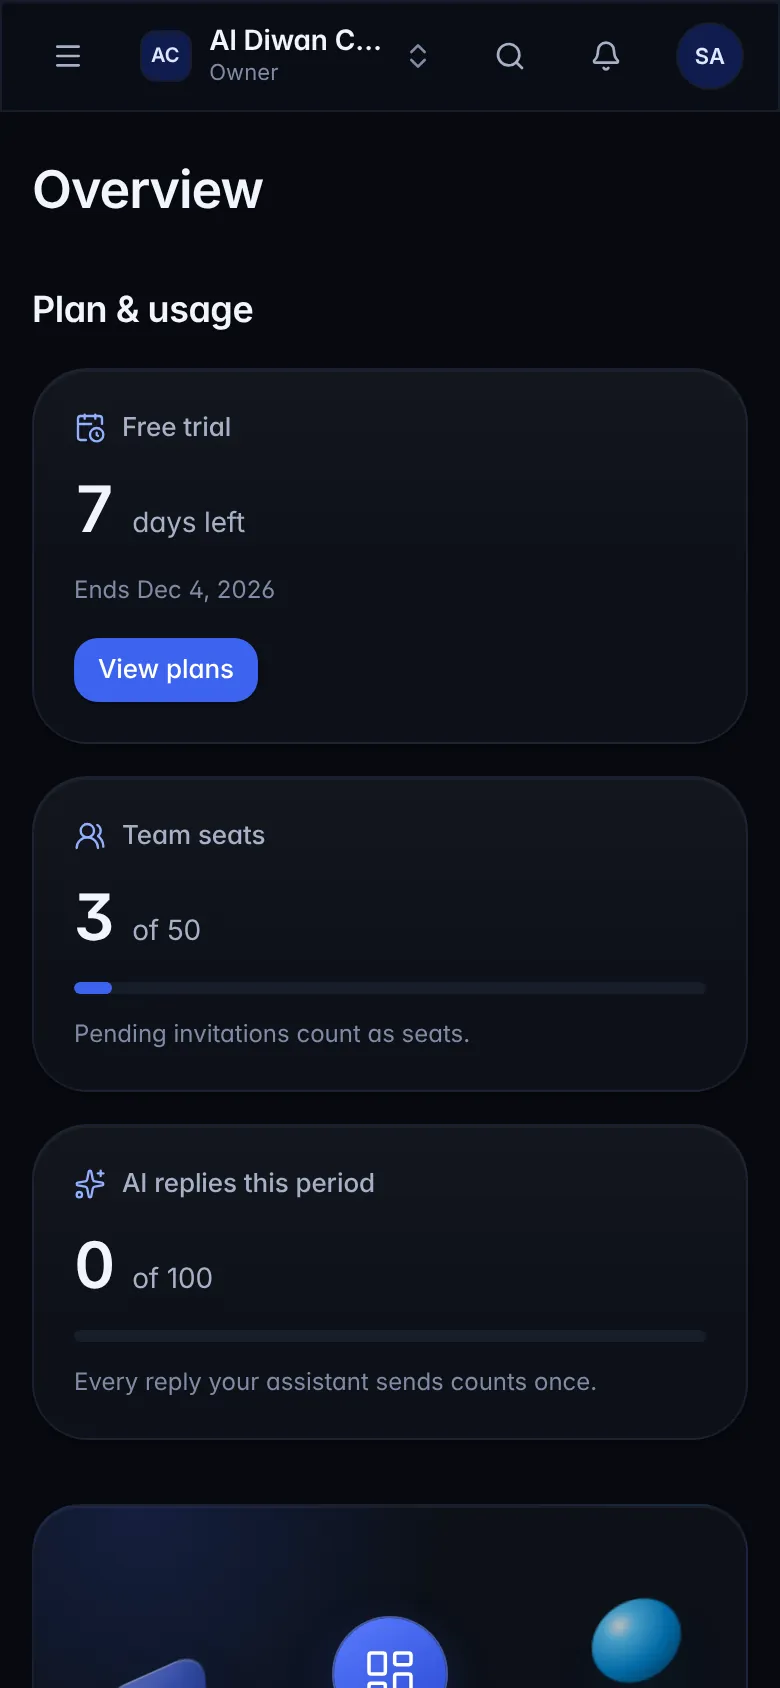 AC
Al Diwan C...
Owner
SA
Overview
Plan & usage
Free trial
7 days left
Ends Dec 4, 2026
View plans
Team seats
3 of 50
Pending invitations count as seats.
AI replies this period
0 of 100
Every reply your assistant sends counts once.